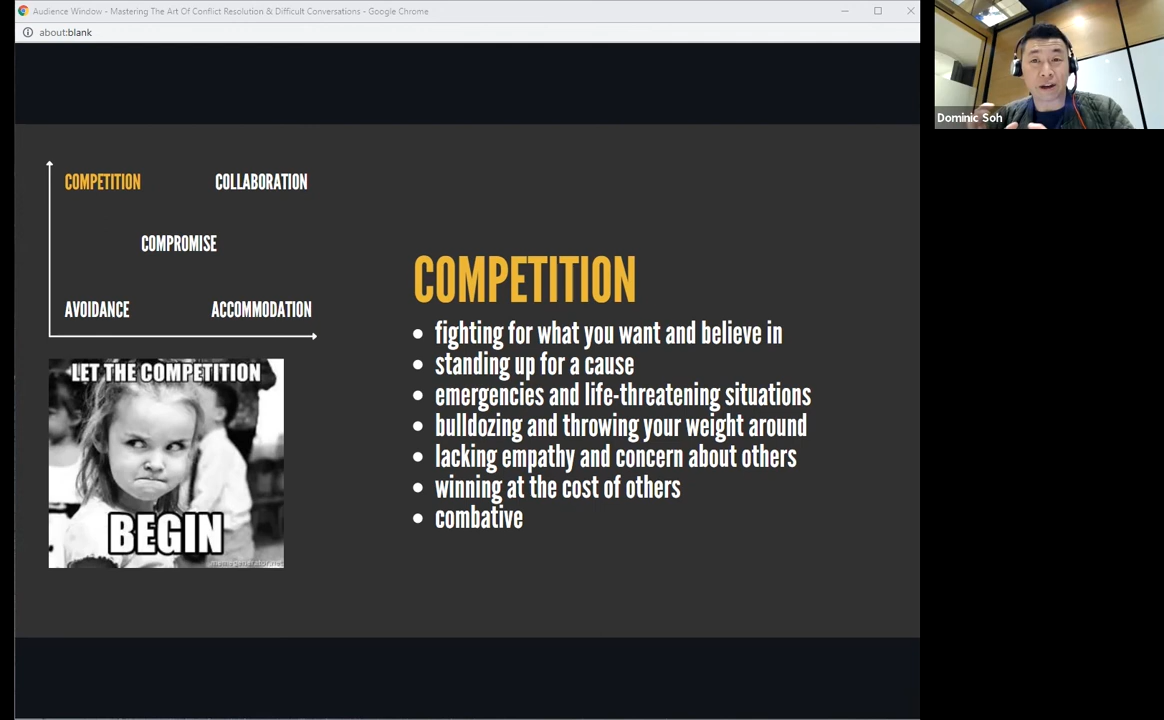 Audience Window - Mastering The Art Of Conflict Resolution & Difficult Conversations - Google Chrome
about:blank
Dominic Soh
COMPETITION
COLLABORATION
COMPROMISE
AVOIDANCE
ACCOMMODATION
LET THE COMPETITION
BEGIN
memegenerator.net
COMPETITION
• fighting for what you want and believe in
• standing up for a cause
• emergencies and life-threatening situations
• bulldozing and throwing your weight around
• lacking empathy and concern about others
• winning at the cost of others
• combative